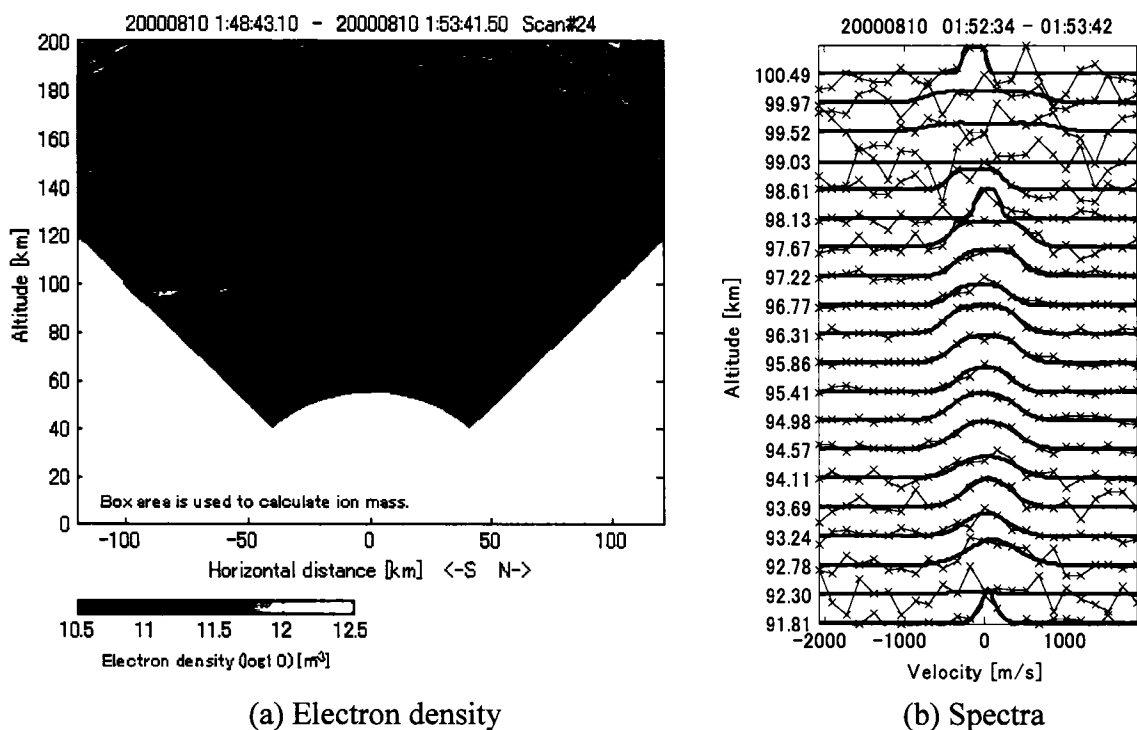 20000810 1:48:43.10 - 20000810 1:53:41.50 Scan#24
200
180
160
140
120
100
80
60
40
20
0
Altitude [km]
Box area is used to calculate ion mass.
-100 -50 0 50 100
Horizontal distance [km] <-S N->
10.5 11 11.5 12 12.5
Electron density (log10) [m⁻³]
(a) Electron density
20000810 01:52:34 - 01:53:42
100.49
99.97
99.52
99.03
98.61
98.13
97.67
97.22
96.77
96.31
95.86
95.41
94.98
94.57
94.11
93.69
93.24
92.78
92.30
91.81
Altitude [km]
-2000 -1000 0 1000
Velocity [m/s]
(b) Spectra